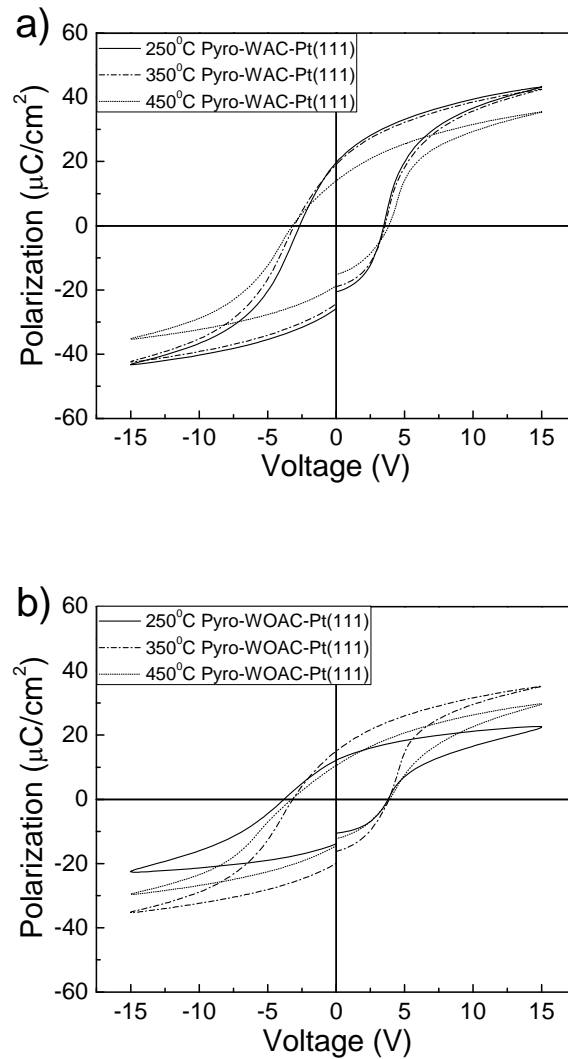 a)
60
40
20
0
-20
-40
-60
Polarization (µC/cm²)
250⁰C Pyro-WAC-Pt(111)
350⁰C Pyro-WAC-Pt(111)
450⁰C Pyro-WAC-Pt(111)
-15 -10 -5 0 5 10 15
Voltage (V)
b)
60
40
20
0
-20
-40
-60
Polarization (µC/cm²)
250⁰C Pyro-WOAC-Pt(111)
350⁰C Pyro-WOAC-Pt(111)
450⁰C Pyro-WOAC-Pt(111)
-15 -10 -5 0 5 10 15
Voltage (V)